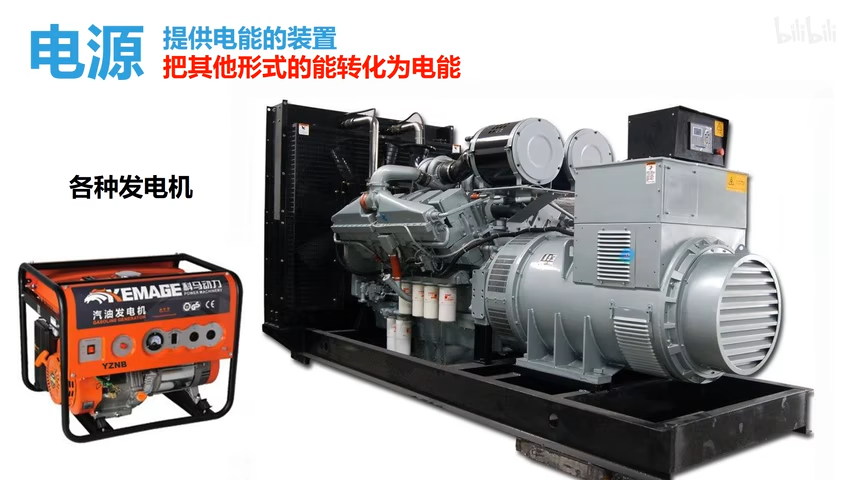 电源
提供电能的装置
把其他形式的能转化为电能
bilibili
各种发电机
KEMAGE 科马动力
POWER MACHINERY
汽油发电机
GASOLINE GENERATOR
YZNB
CE